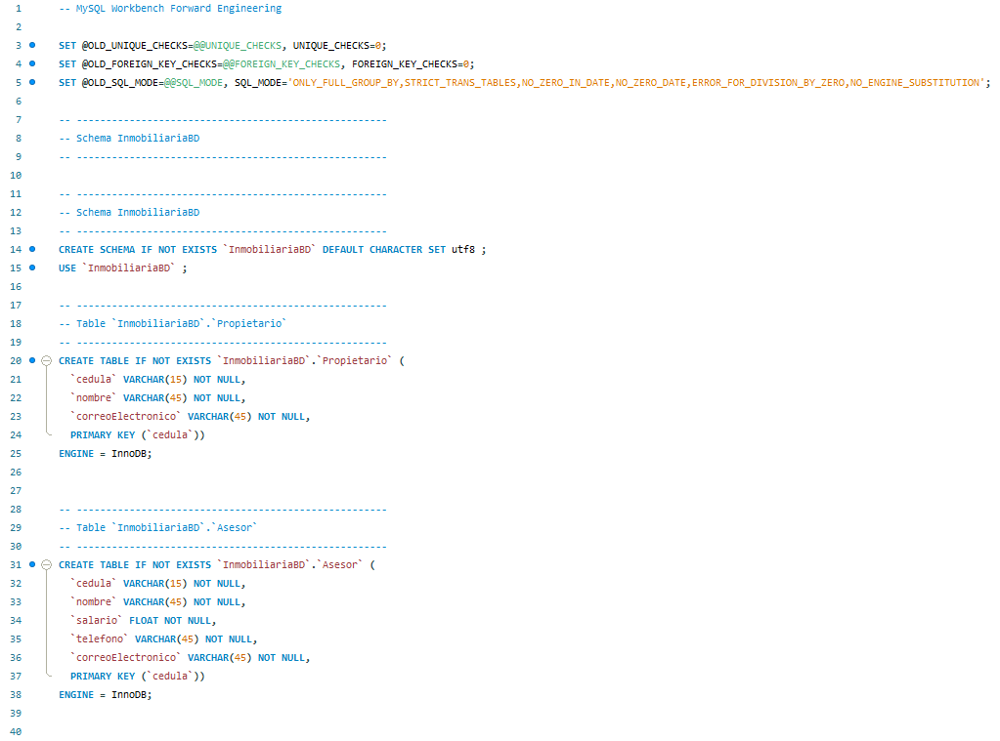 1 -- MySQL Workbench Forward Engineering
2
3 SET @OLD_UNIQUE_CHECKS=@@UNIQUE_CHECKS, UNIQUE_CHECKS=0;
4 SET @OLD_FOREIGN_KEY_CHECKS=@@FOREIGN_KEY_CHECKS, FOREIGN_KEY_CHECKS=0;
5 SET @OLD_SQL_MODE=@@SQL_MODE, SQL_MODE='ONLY_FULL_GROUP_BY,STRICT_TRANS_TABLES,NO_ZERO_IN_DATE,NO_ZERO_DATE,ERROR_FOR_DIVISION_BY_ZERO,NO_ENGINE_SUBSTITUTION';
6
7 -- -----------------------------------------------------
8 -- Schema InmobiliariaBD
9 -- -----------------------------------------------------
10
11 -- -----------------------------------------------------
12 -- Schema InmobiliariaBD
13 -- -----------------------------------------------------
14 CREATE SCHEMA IF NOT EXISTS `InmobiliariaBD` DEFAULT CHARACTER SET utf8 ;
15 USE `InmobiliariaBD` ;
16
17 -- -----------------------------------------------------
18 -- Table `InmobiliariaBD`.`Propietario`
19 -- -----------------------------------------------------
20 CREATE TABLE IF NOT EXISTS `InmobiliariaBD`.`Propietario` (
21 `cedula` VARCHAR(15) NOT NULL,
22 `nombre` VARCHAR(45) NOT NULL,
23 `correoElectronico` VARCHAR(45) NOT NULL,
24 PRIMARY KEY (`cedula`))
25 ENGINE = InnoDB;
26
27
28 -- -----------------------------------------------------
29 -- Table `InmobiliariaBD`.`Asesor`
30 -- -----------------------------------------------------
31 CREATE TABLE IF NOT EXISTS `InmobiliariaBD`.`Asesor` (
32 `cedula` VARCHAR(15) NOT NULL,
33 `nombre` VARCHAR(45) NOT NULL,
34 `salario` FLOAT NOT NULL,
35 `telefono` VARCHAR(45) NOT NULL,
36 `correoElectronico` VARCHAR(45) NOT NULL,
37 PRIMARY KEY (`cedula`))
38 ENGINE = InnoDB;
39
40